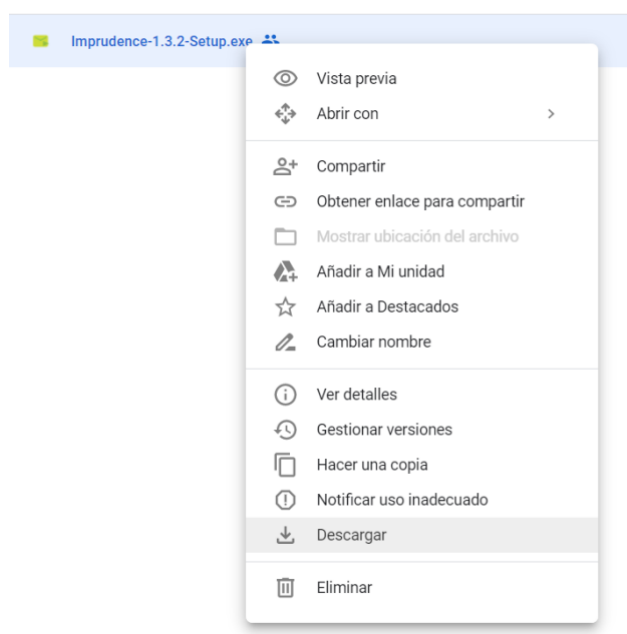 Imprudence-1.3.2-Setup.exe
Vista previa
Abrir con
Compartir
Obtener enlace para compartir
Mostrar ubicación del archivo
Añadir a Mi unidad
Añadir a Destacados
Cambiar nombre
Ver detalles
Gestionar versiones
Hacer una copia
Notificar uso inadecuado
Descargar
Eliminar